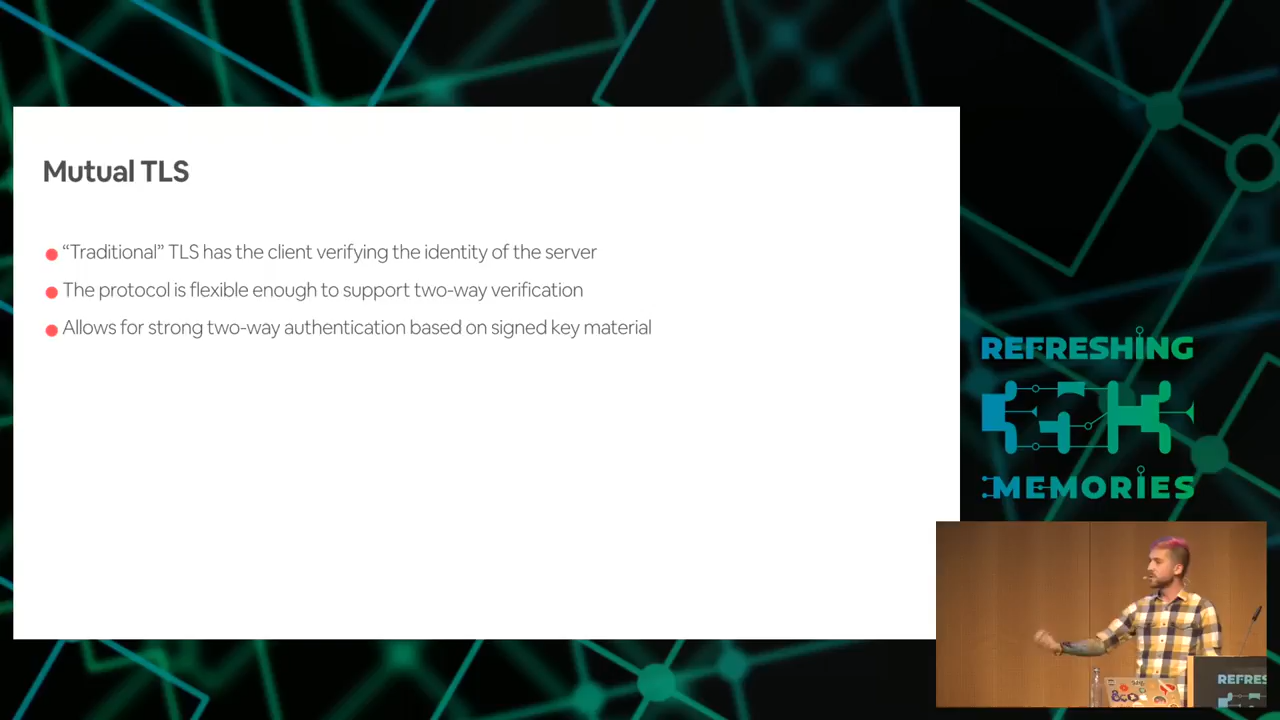 Mutual TLS
“Traditional” TLS has the client verifying the identity of the server
The protocol is flexible enough to support two-way verification
Allows for strong two-way authentication based on signed key material
REFRESHING
MEMORIES
REFRES